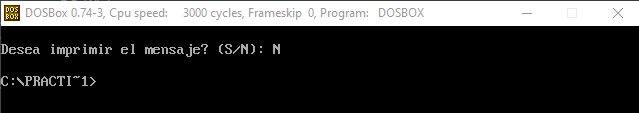 DOSBox 0.74-3, Cpu speed: 3000 cycles, Frameskip 0, Program: DOSBOX
Desea imprimir el mensaje? (S/N): N
C:\PRACTI~1>